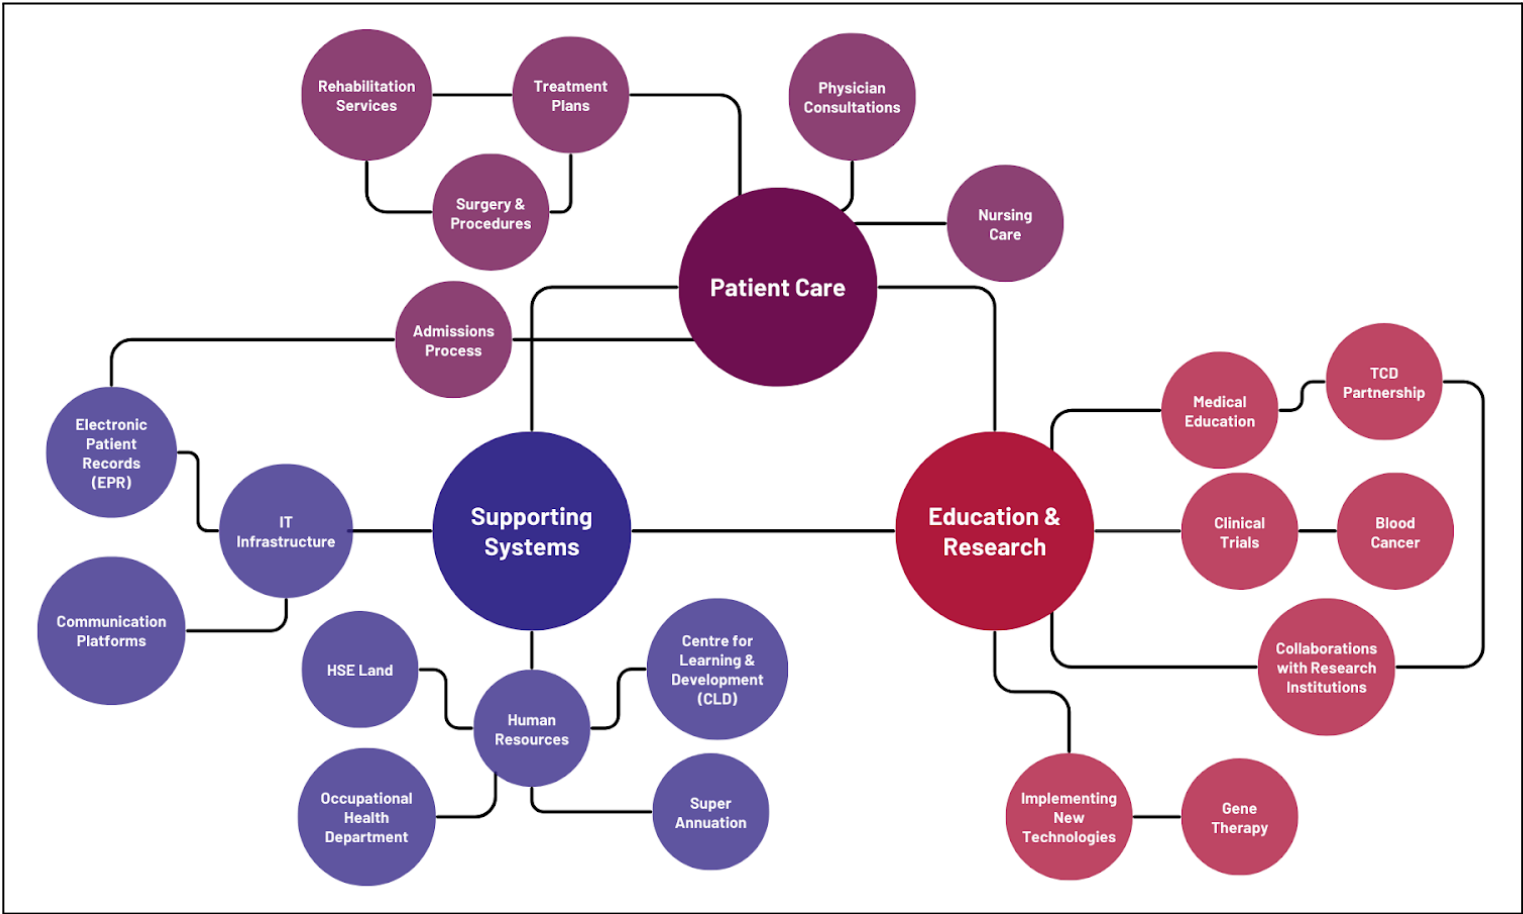 Rehabilitation
Services
Treatment
Plans
Physician
Consultations
Surgery &
Procedures
Nursing
Care
Patient Care
Admissions
Process
Electronic
Patient
Records
(EPR)
IT
Infrastructure
Communication
Platforms
Supporting
Systems
Education &
Research
Medical
Education
TCD
Partnership
Clinical
Trials
Blood
Cancer
Collaborations
with Research
Institutions
HSE Land
Centre for
Learning &
Development
(CLD)
Human
Resources
Occupational
Health
Department
Super
Annuation
Implementing
New
Technologies
Gene
Therapy